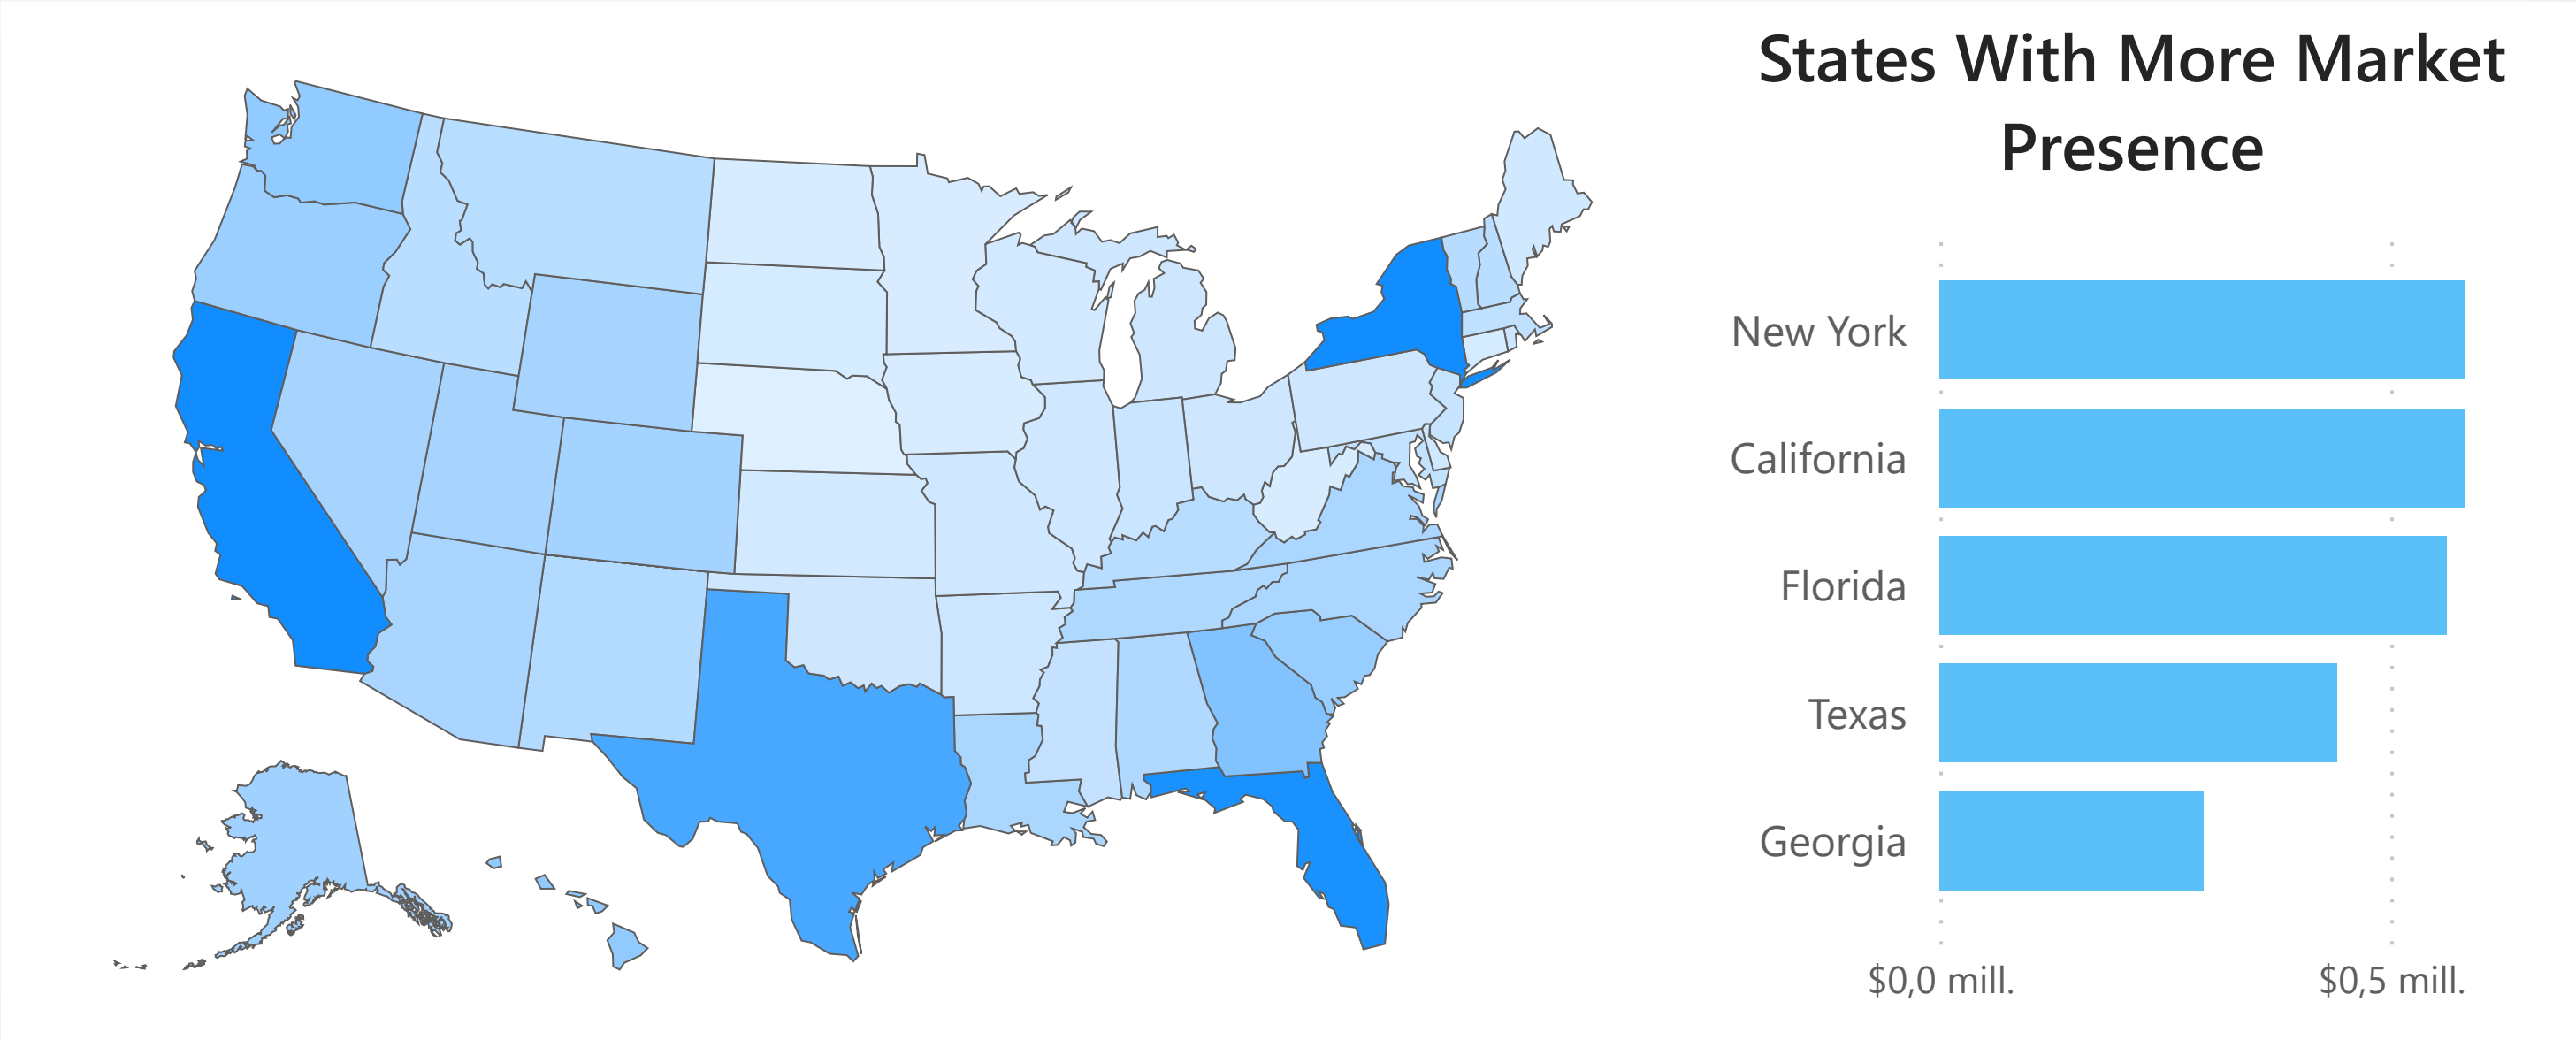 States With More Market
Presence
New York
California
Florida
Texas
Georgia
$0,0 mill.
$0,5 mill.